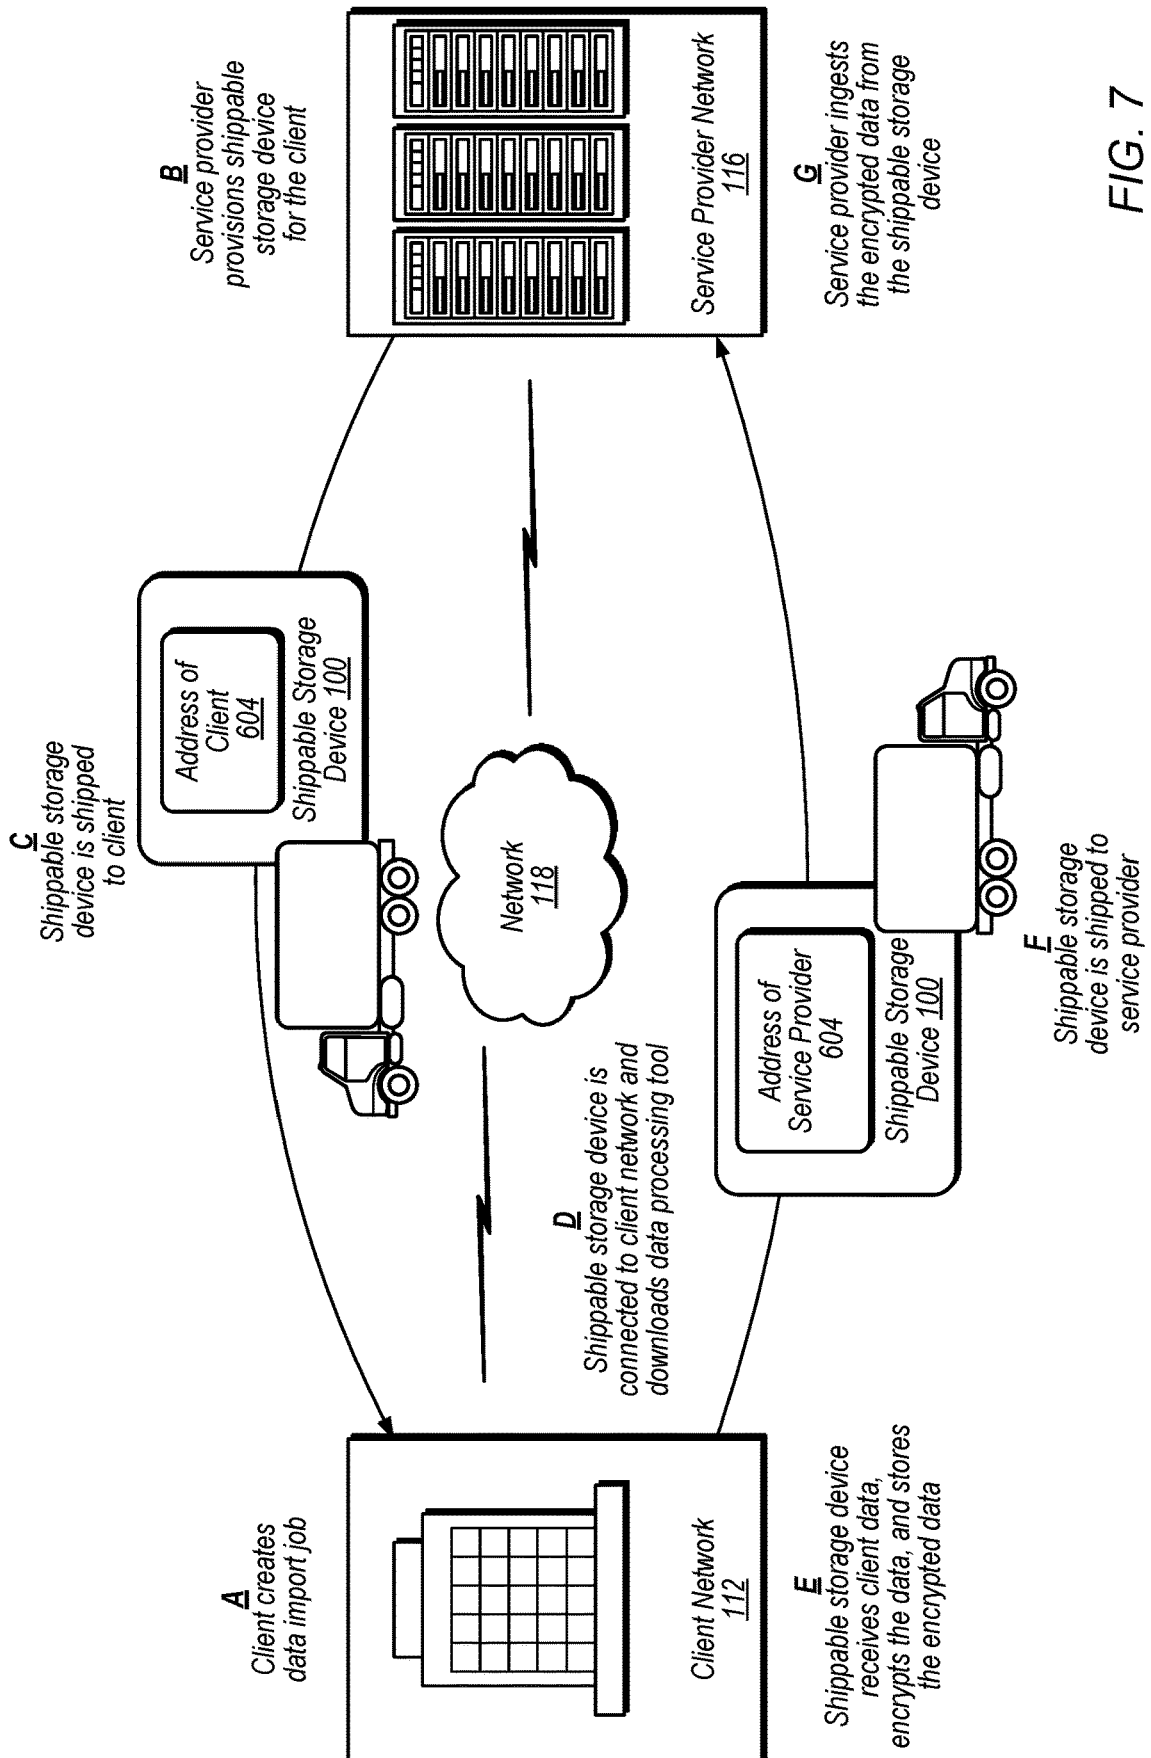 A
Client creates
data import job
Client Network
112
E
Shippable storage device
receives client data,
encrypts the data, and stores
the encrypted data
C
Shippable storage
device is shipped
to client
Address of
Client
604
Shippable Storage
Device 100
Network
118
D
Shippable storage device is
connected to client network and
downloads data processing tool
Address of
Service Provider
604
Shippable Storage
Device 100
F
Shippable storage
device is shipped to
service provider
B
Service provider
provisions shippable
storage device
for the client
Service Provider Network
116
G
Service provider ingests
the encrypted data from
the shippable storage
device
FIG. 7